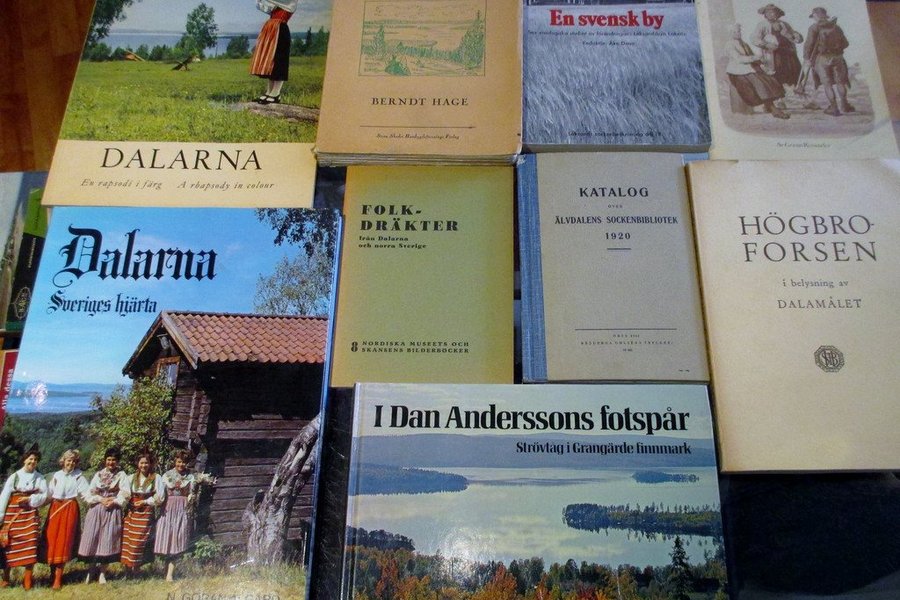 DALARNA
En rapsodi i färg A rhapsody in colour
BERNDT HAGE
En svensk by
KATALOG
ÖVER
ÄLVDALENS SOCKENBIBLIOTEK
1920
HÖGBRO-
FORSEN
i belysning av
DALAMÅLET
FOLK-
DRÄKTER
från Dalarna
och norra Sverige
8 NORDISKA MUSEETS OCH
SKANSENS BILDERBÖCKER
Dalarna
Sveriges hjärta
I Dan Anderssons fotspår
Strövtåg i Grangärde finnmark